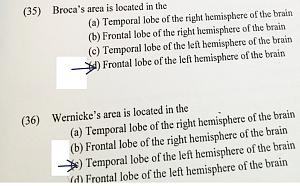 (35) Broca's area is located in the
(a) Temporal lobe of the right hemisphere of the brain
(b) Frontal lobe of the right hemisphere of the brain
(c) Temporal lobe of the left hemisphere of the brain
(d) Frontal lobe of the left hemisphere of the brain
(36) Wernicke's area is located in the
(a) Temporal lobe of the right hemisphere of the brain
(b) Frontal lobe of the right hemisphere of the brain
(c) Temporal lobe of the left hemisphere of the brain
(d) Frontal lobe of the left hemisphere of the brain